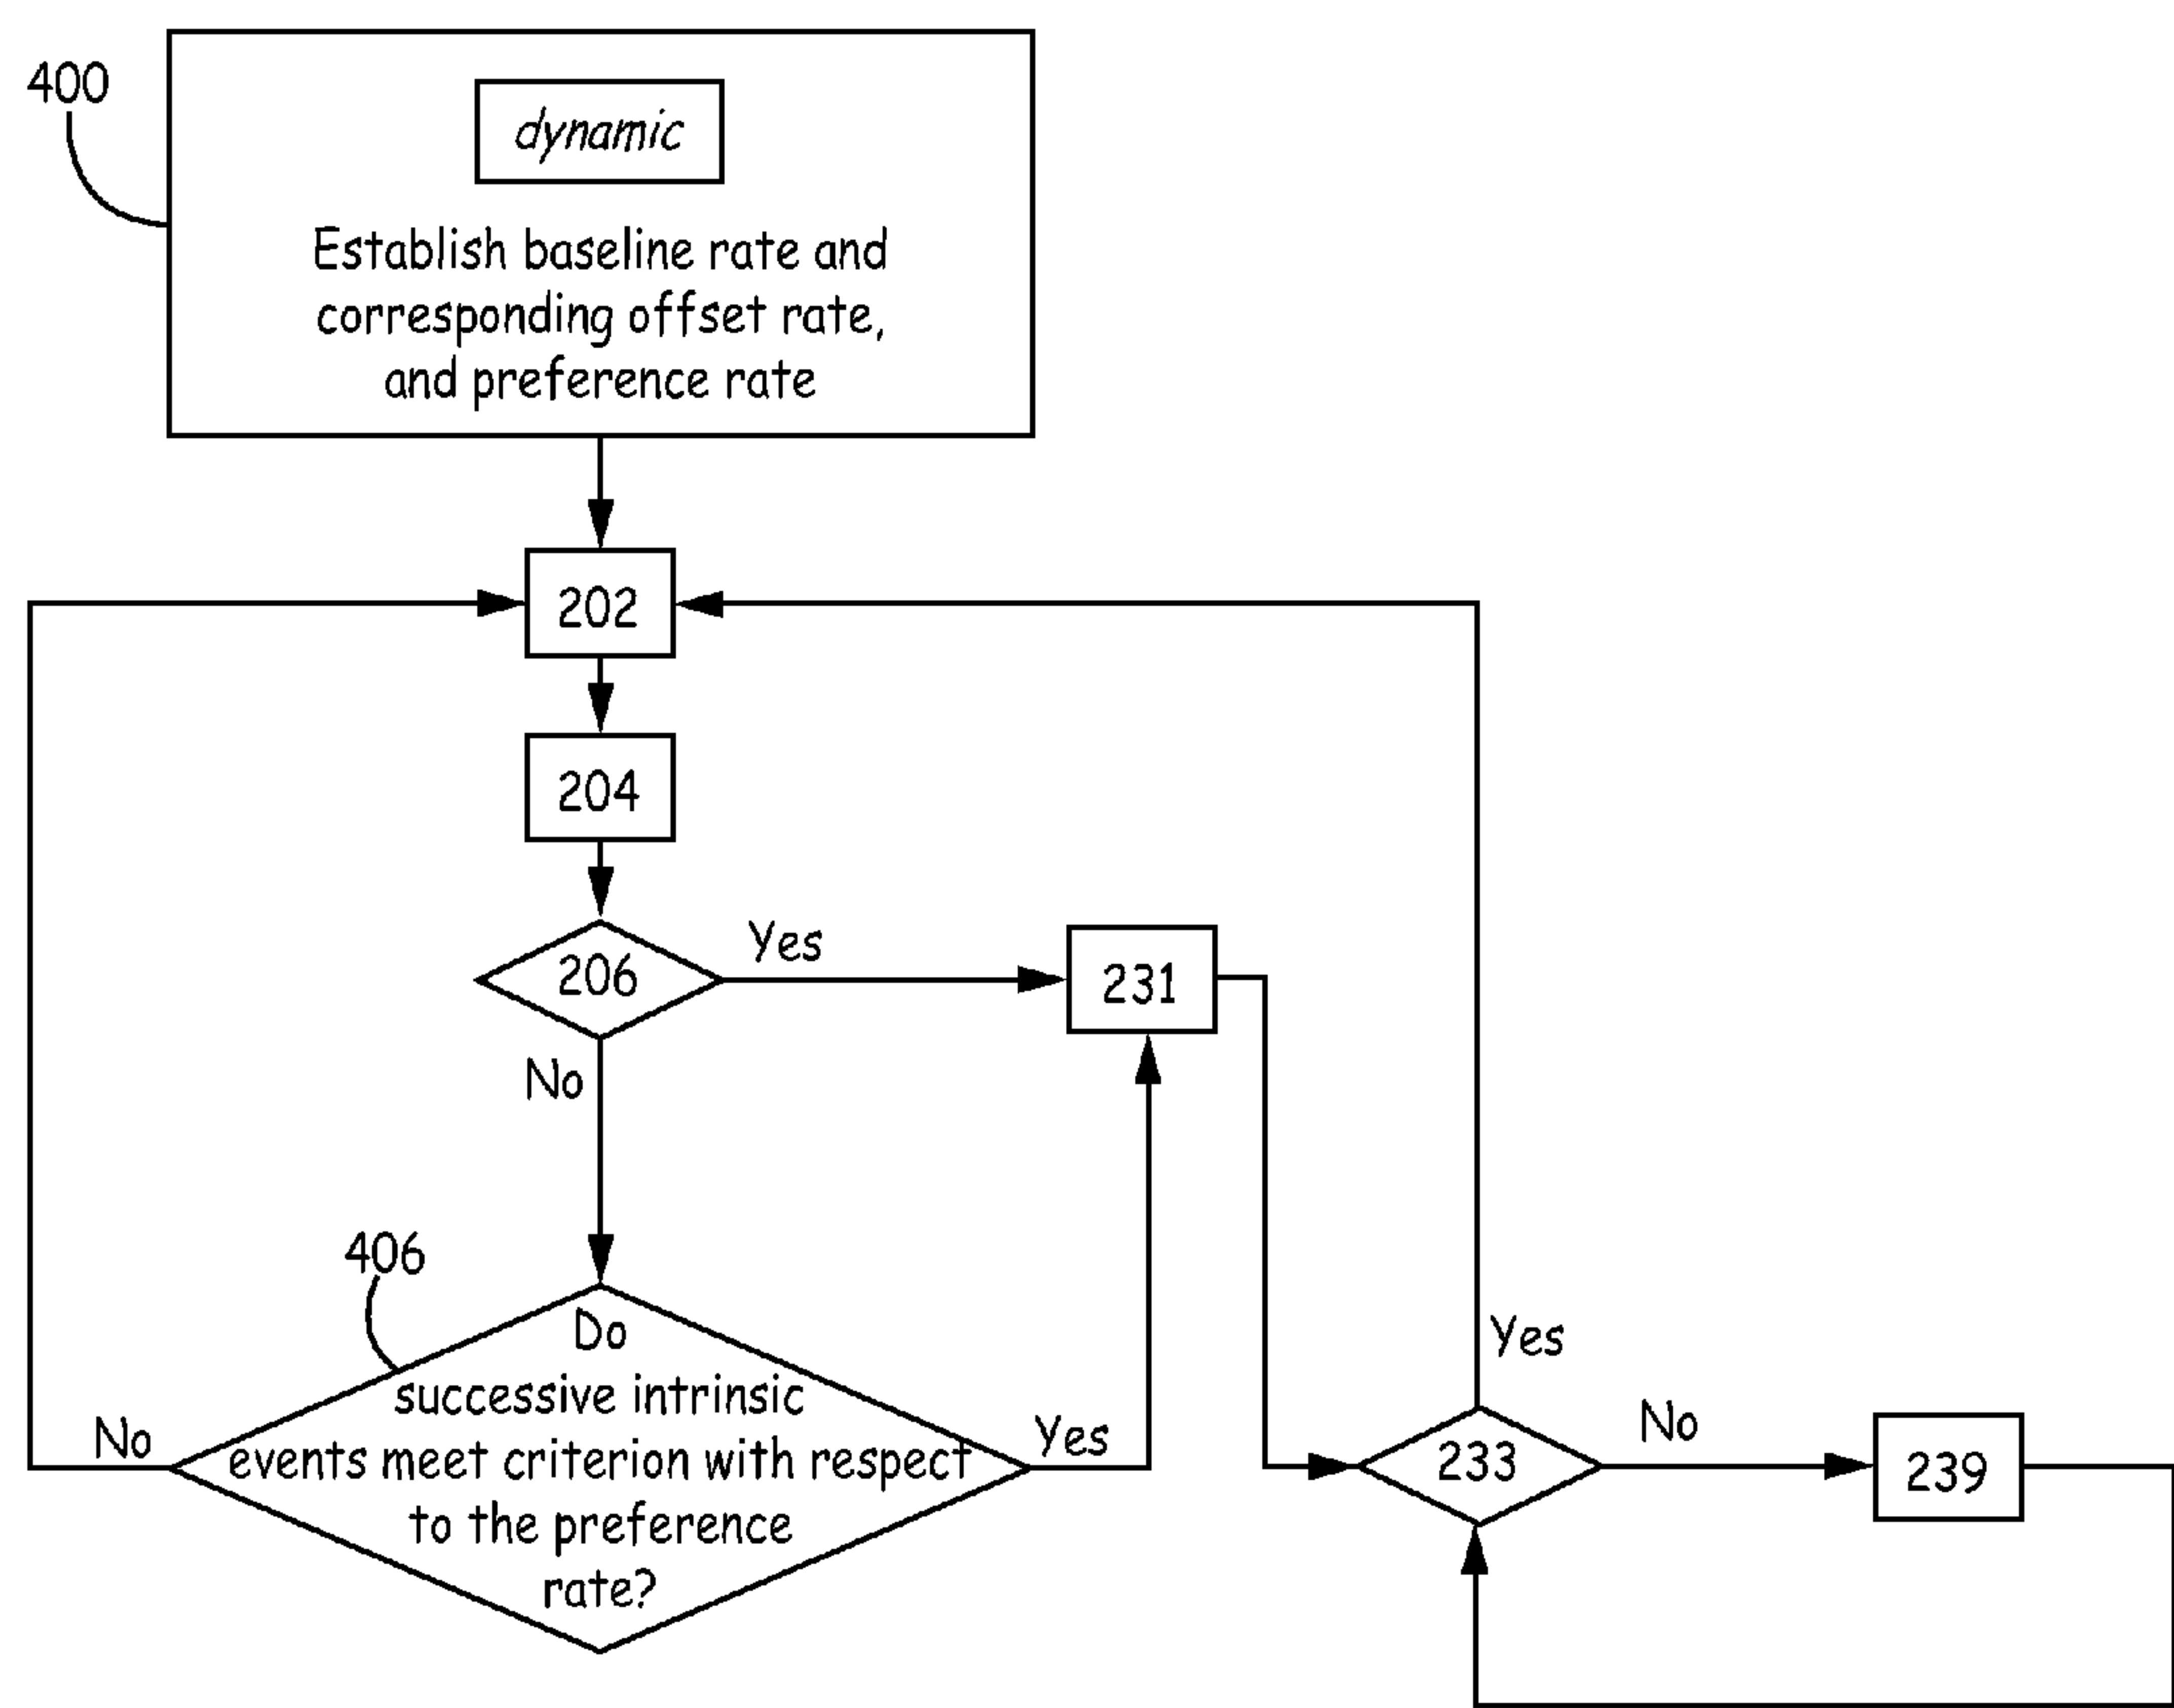 400
dynamic
Establish baseline rate and
corresponding offset rate,
and preference rate
202
204
206
Yes
231
No
406
Do
successive intrinsic
events meet criterion with respect
to the preference
rate?
No
Yes
Yes
233
No
239